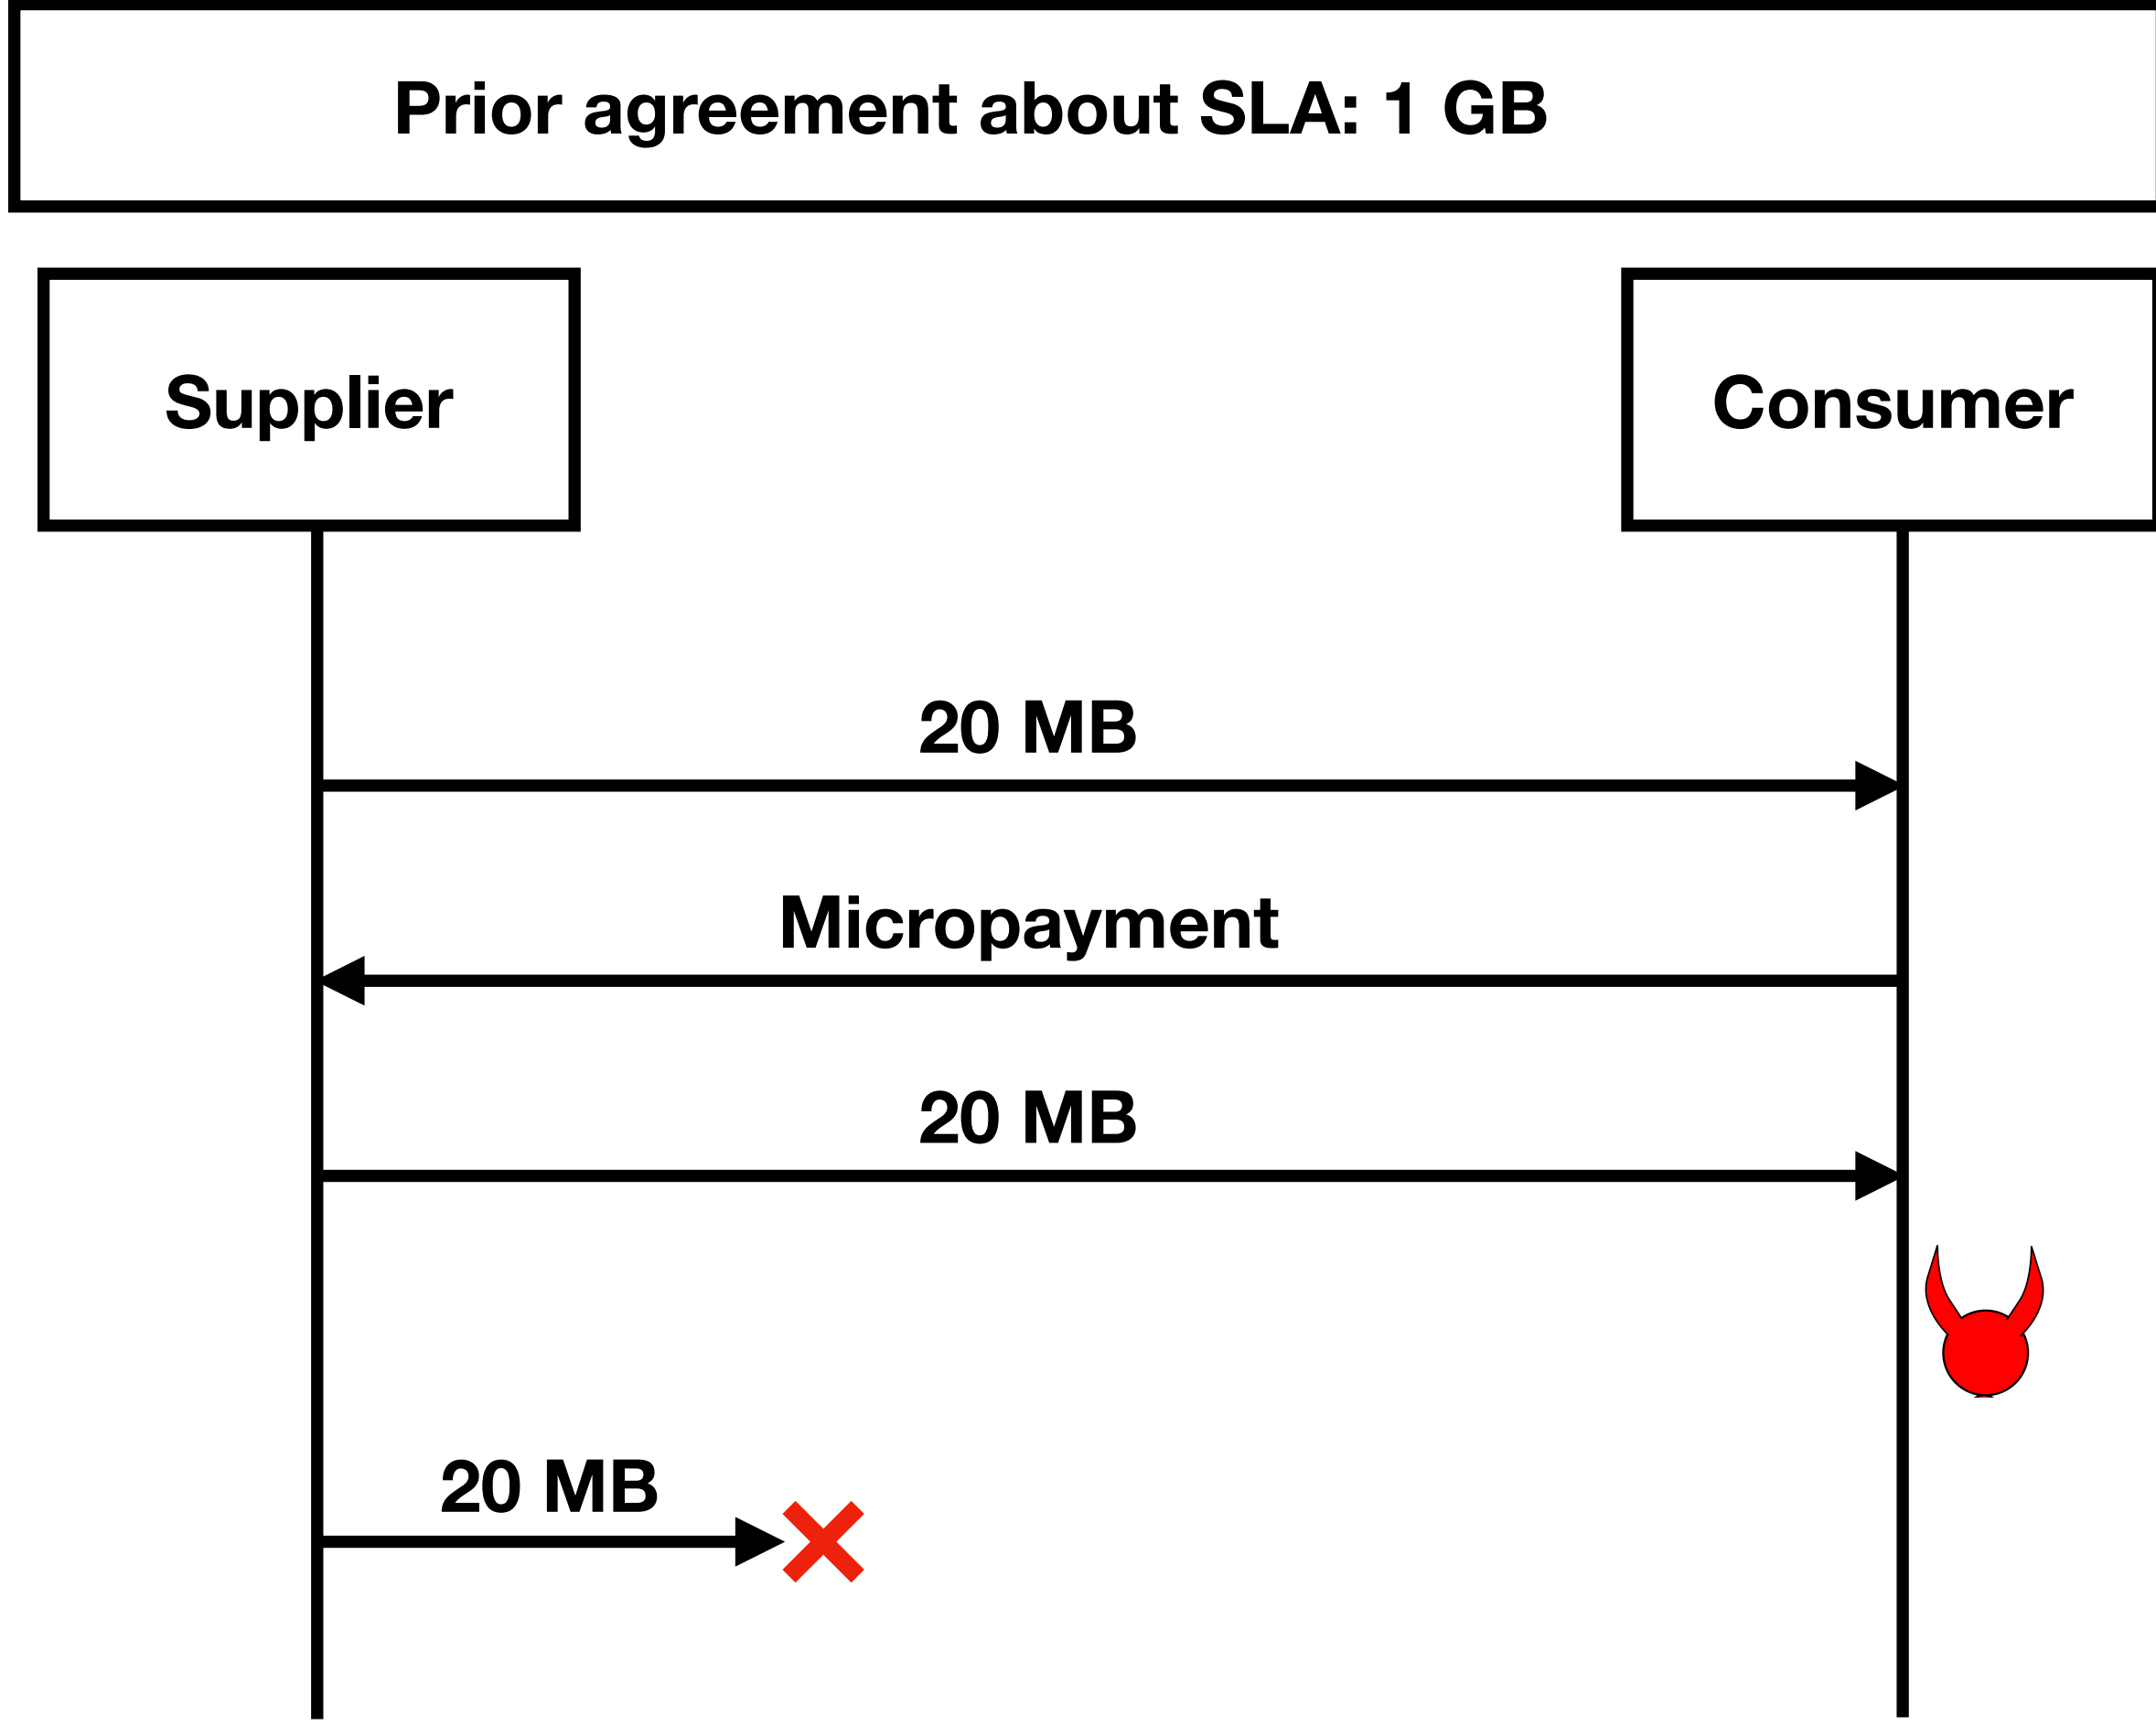 Prior agreement about SLA: 1 GB
Supplier
Consumer
20 MB
Micropayment
20 MB
20 MB